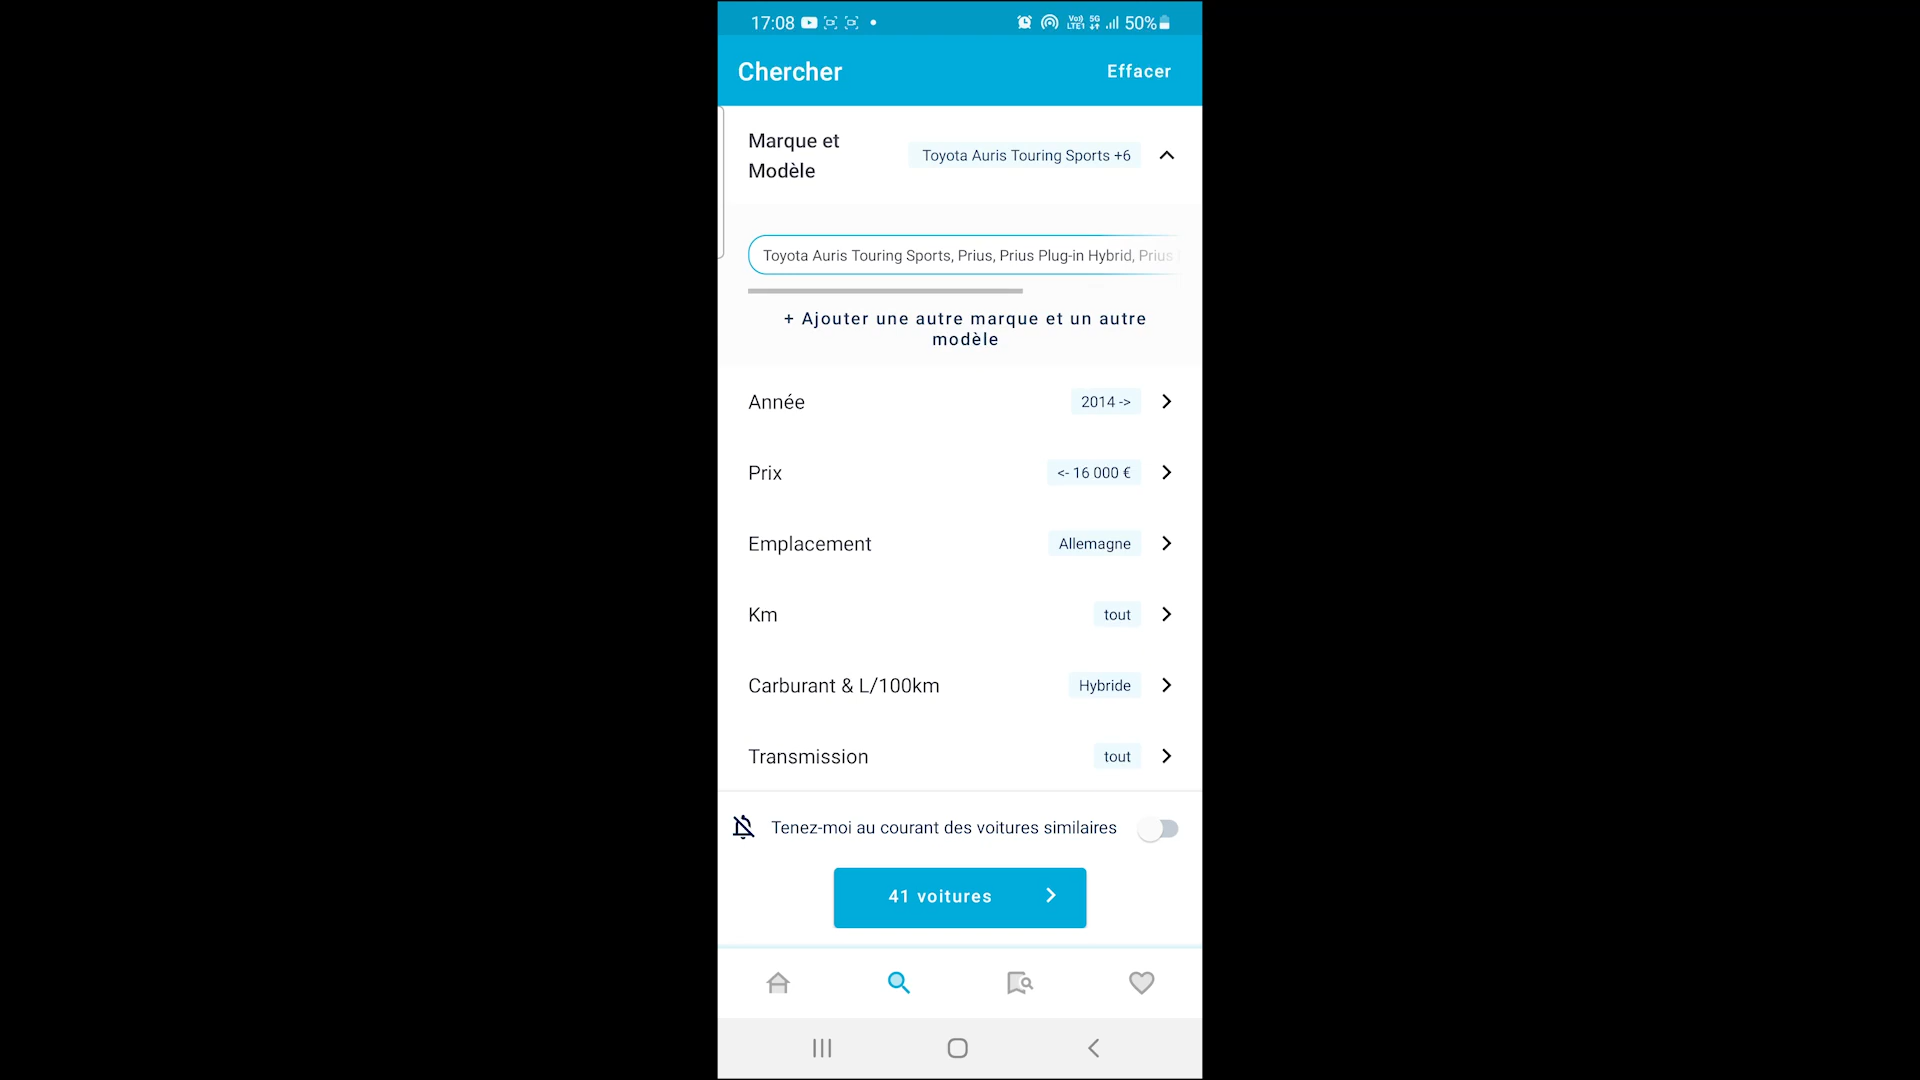 17:08 50%
Chercher Effacer
Marque et
Modèle
Toyota Auris Touring Sports +6
Toyota Auris Touring Sports, Prius, Prius Plug-in Hybrid, Prius
+ Ajouter une autre marque et un autre
modèle
Année 2014 ->
Prix <- 16 000 €
Emplacement Allemagne
Km tout
Carburant & L/100km Hybride
Transmission tout
Tenez-moi au courant des voitures similaires
41 voitures